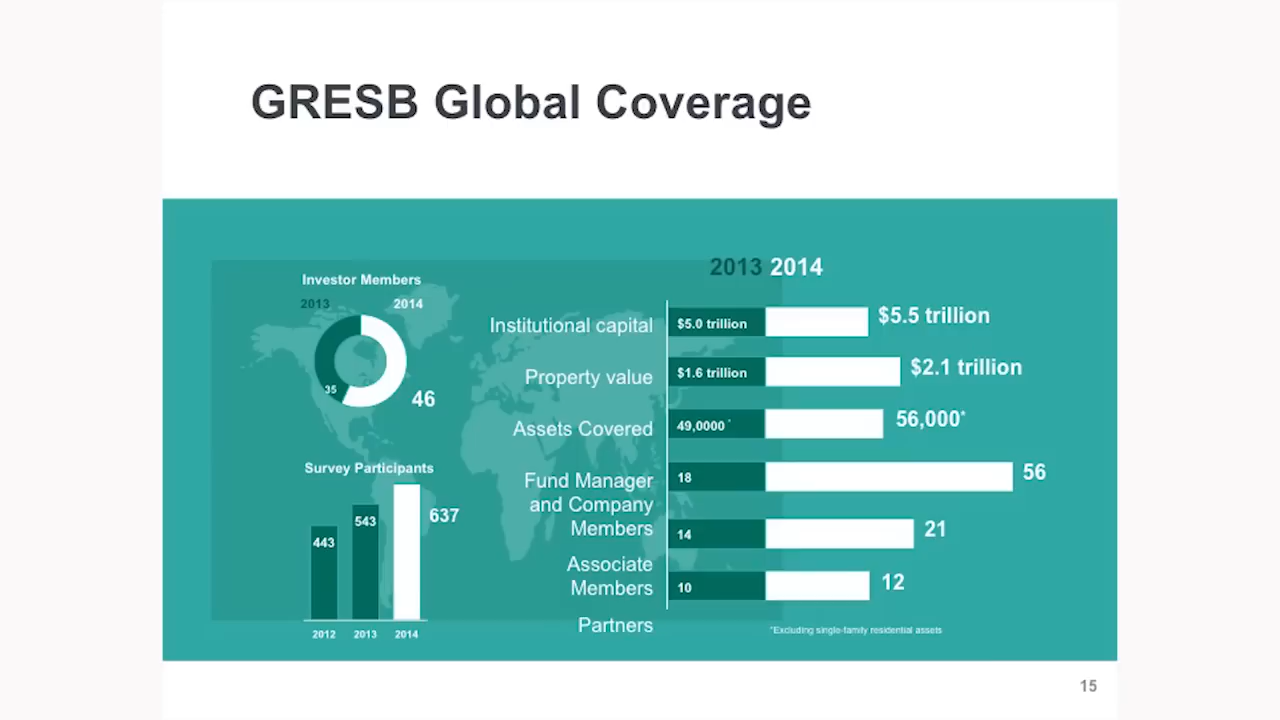 GRESB Global Coverage
Investor Members
2013
2014
35
46
Survey Participants
443
543
637
2012
2013
2014
2013 2014
Institutional capital
$5.0 trillion
$5.5 trillion
Property value
$1.6 trillion
$2.1 trillion
Assets Covered
49,0000 *
56,000*
Fund Manager
and Company
Members
18
56
Associate
Members
14
21
Partners
10
12
*Excluding single-family residential assets
15